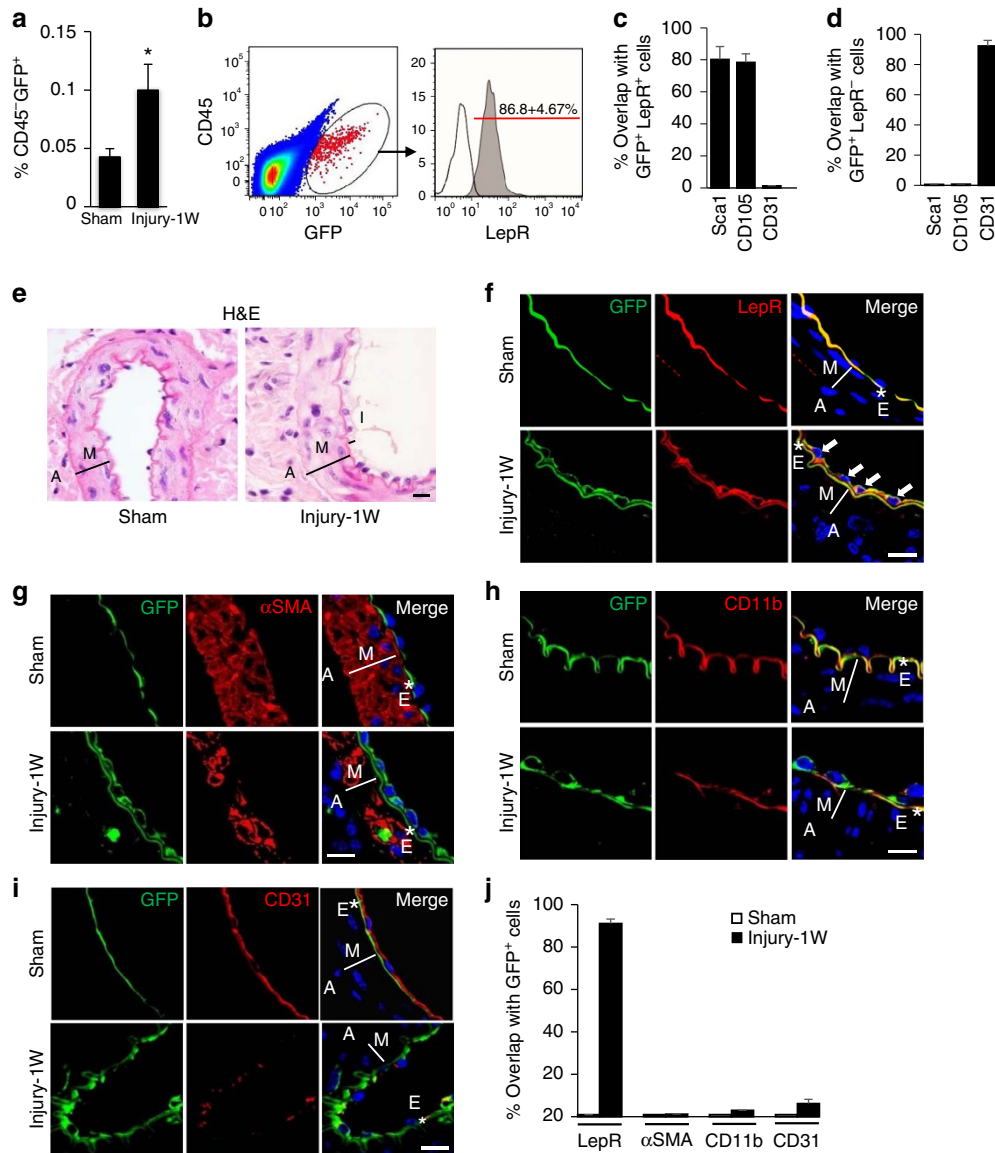 a
% CD45⁻GFP⁺
0.15
0.1
0.05
0
*
Sham
Injury-1W
b
CD45
10⁵
10⁴
10³
10²
0
0 10² 10³ 10⁴ 10⁵
GFP
20
15
10
5
0
86.8+4.67%
10⁰ 10¹ 10² 10³ 10⁴
LepR
c
% Overlap with
GFP⁺ LepR⁺ cells
100
80
60
40
20
0
Sca1
CD105
CD31
d
% Overlap with
GFP⁺ LepR⁻ cells
100
80
60
40
20
0
Sca1
CD105
CD31
e
H&E
A
M
Sham
A
M
I
Injury-1W
f
GFP
LepR
Merge
Sham
M
A
*
E
Injury-1W
*
E
M
A
g
GFP
αSMA
Merge
Sham
M
A
*
E
Injury-1W
M
A
*
E
h
GFP
CD11b
Merge
Sham
M
A
*
E
Injury-1W
M
A
E
*
i
GFP
CD31
Merge
Sham
E*
M
A
Injury-1W
A
M
E
*
j
% Overlap with GFP⁺ cells
100
80
60
40
20
20
Sham
Injury-1W
LepR
αSMA
CD11b
CD31